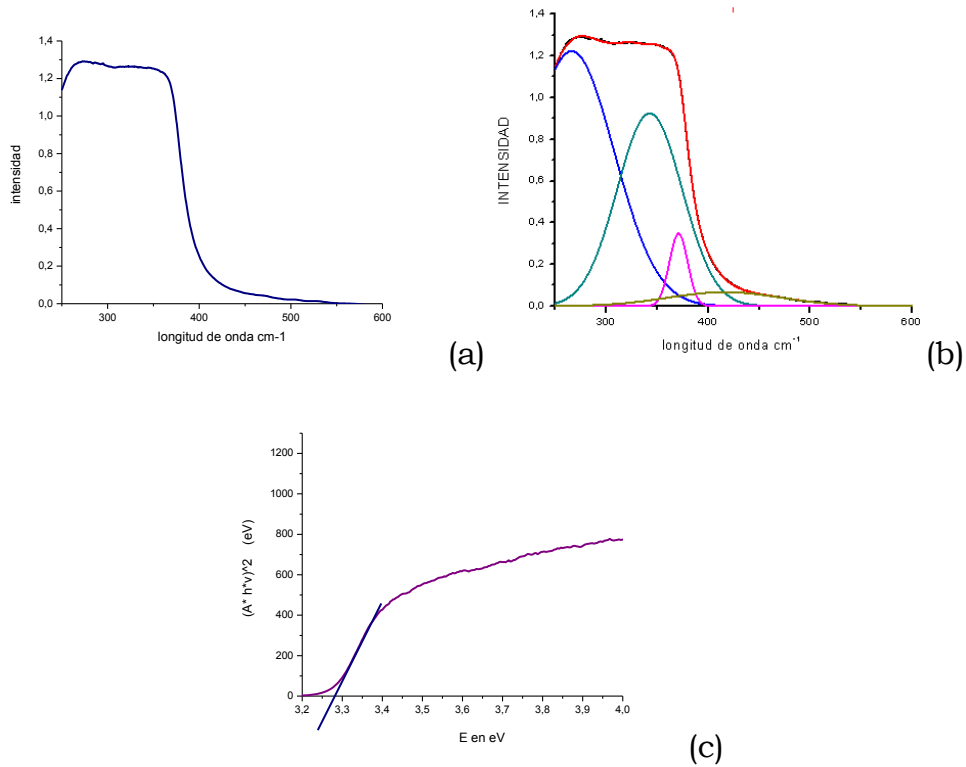 1,4
1,2
1,0
0,8
0,6
0,4
0,2
0,0
intensidad
300 400 500 600
longitud de onda cm-1
(a)
1,4
1,2
1,0
0,8
0,6
0,4
0,2
0,0
INTENSIDAD
300 400 500 600
longitud de onda cm-1
(b)
1200
1000
800
600
400
200
0
(A* h*v)^2 (eV)
3,2 3,3 3,4 3,5 3,6 3,7 3,8 3,9 4,0
E en eV
(c)